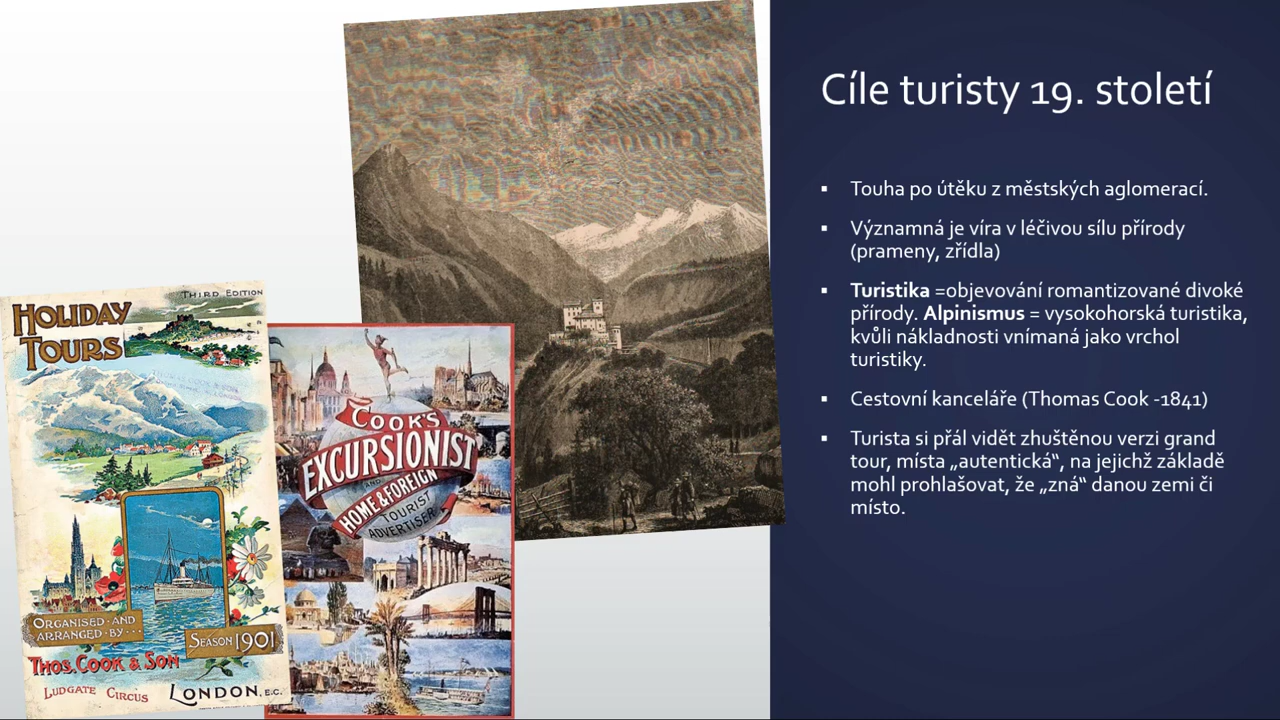 Cíle turisty 19. století
▪ Touha po útěku z městských aglomerací.
▪ Významná je víra v léčivou sílu přírody
(prameny, zřídla)
▪ Turistika =objevování romantizované divoké
přírody. Alpinismus = vysokohorská turistika,
kvůli nákladnosti vnímaná jako vrchol
turistiky.
▪ Cestovní kanceláře (Thomas Cook -1841)
▪ Turista si přál vidět zhuštěnou verzi grand
tour, místa „autentická“, na jejichž základě
mohl prohlašovat, že „zná“ danou zemi či
místo.
THIRD EDITION
HOLIDAY
TOURS
ORGANISED·AND
ARRANGED·BY···
SEASON 1901
THOS. COOK & SON
LUDGATE CIRCUS
LONDON, E.C.
COOK'S
EXCURSIONIST
AND
HOME & FOREIGN
TOURIST
ADVERTISER